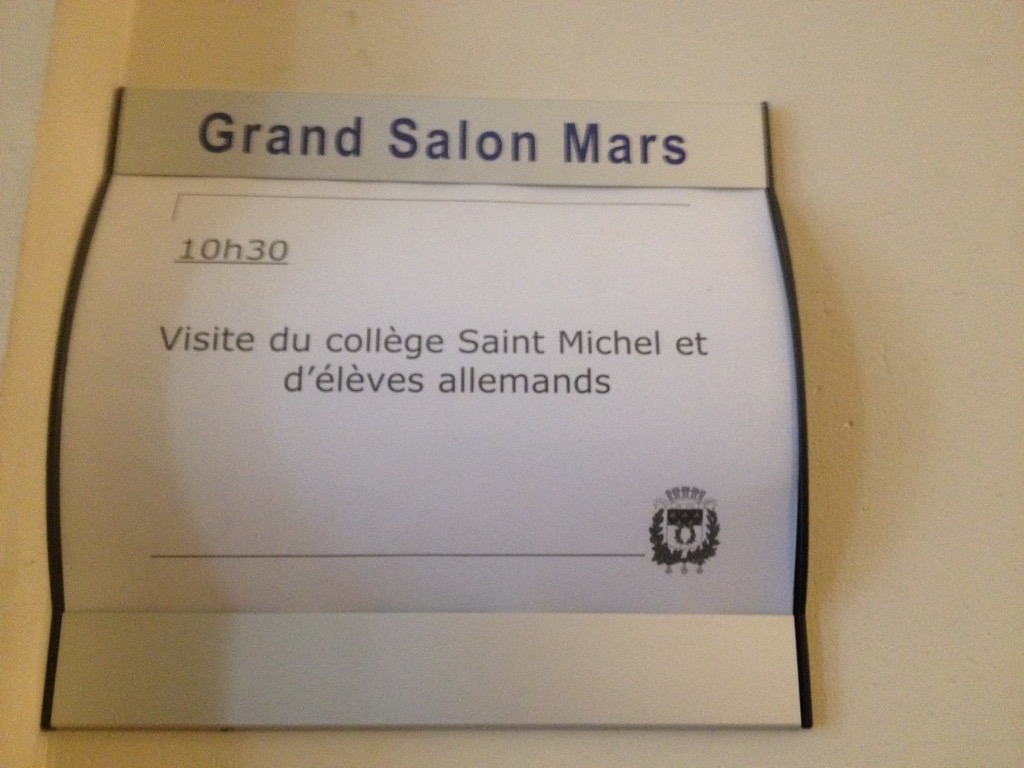 Grand Salon Mars
10h30
Visite du collège Saint Michel et
d’élèves allemands